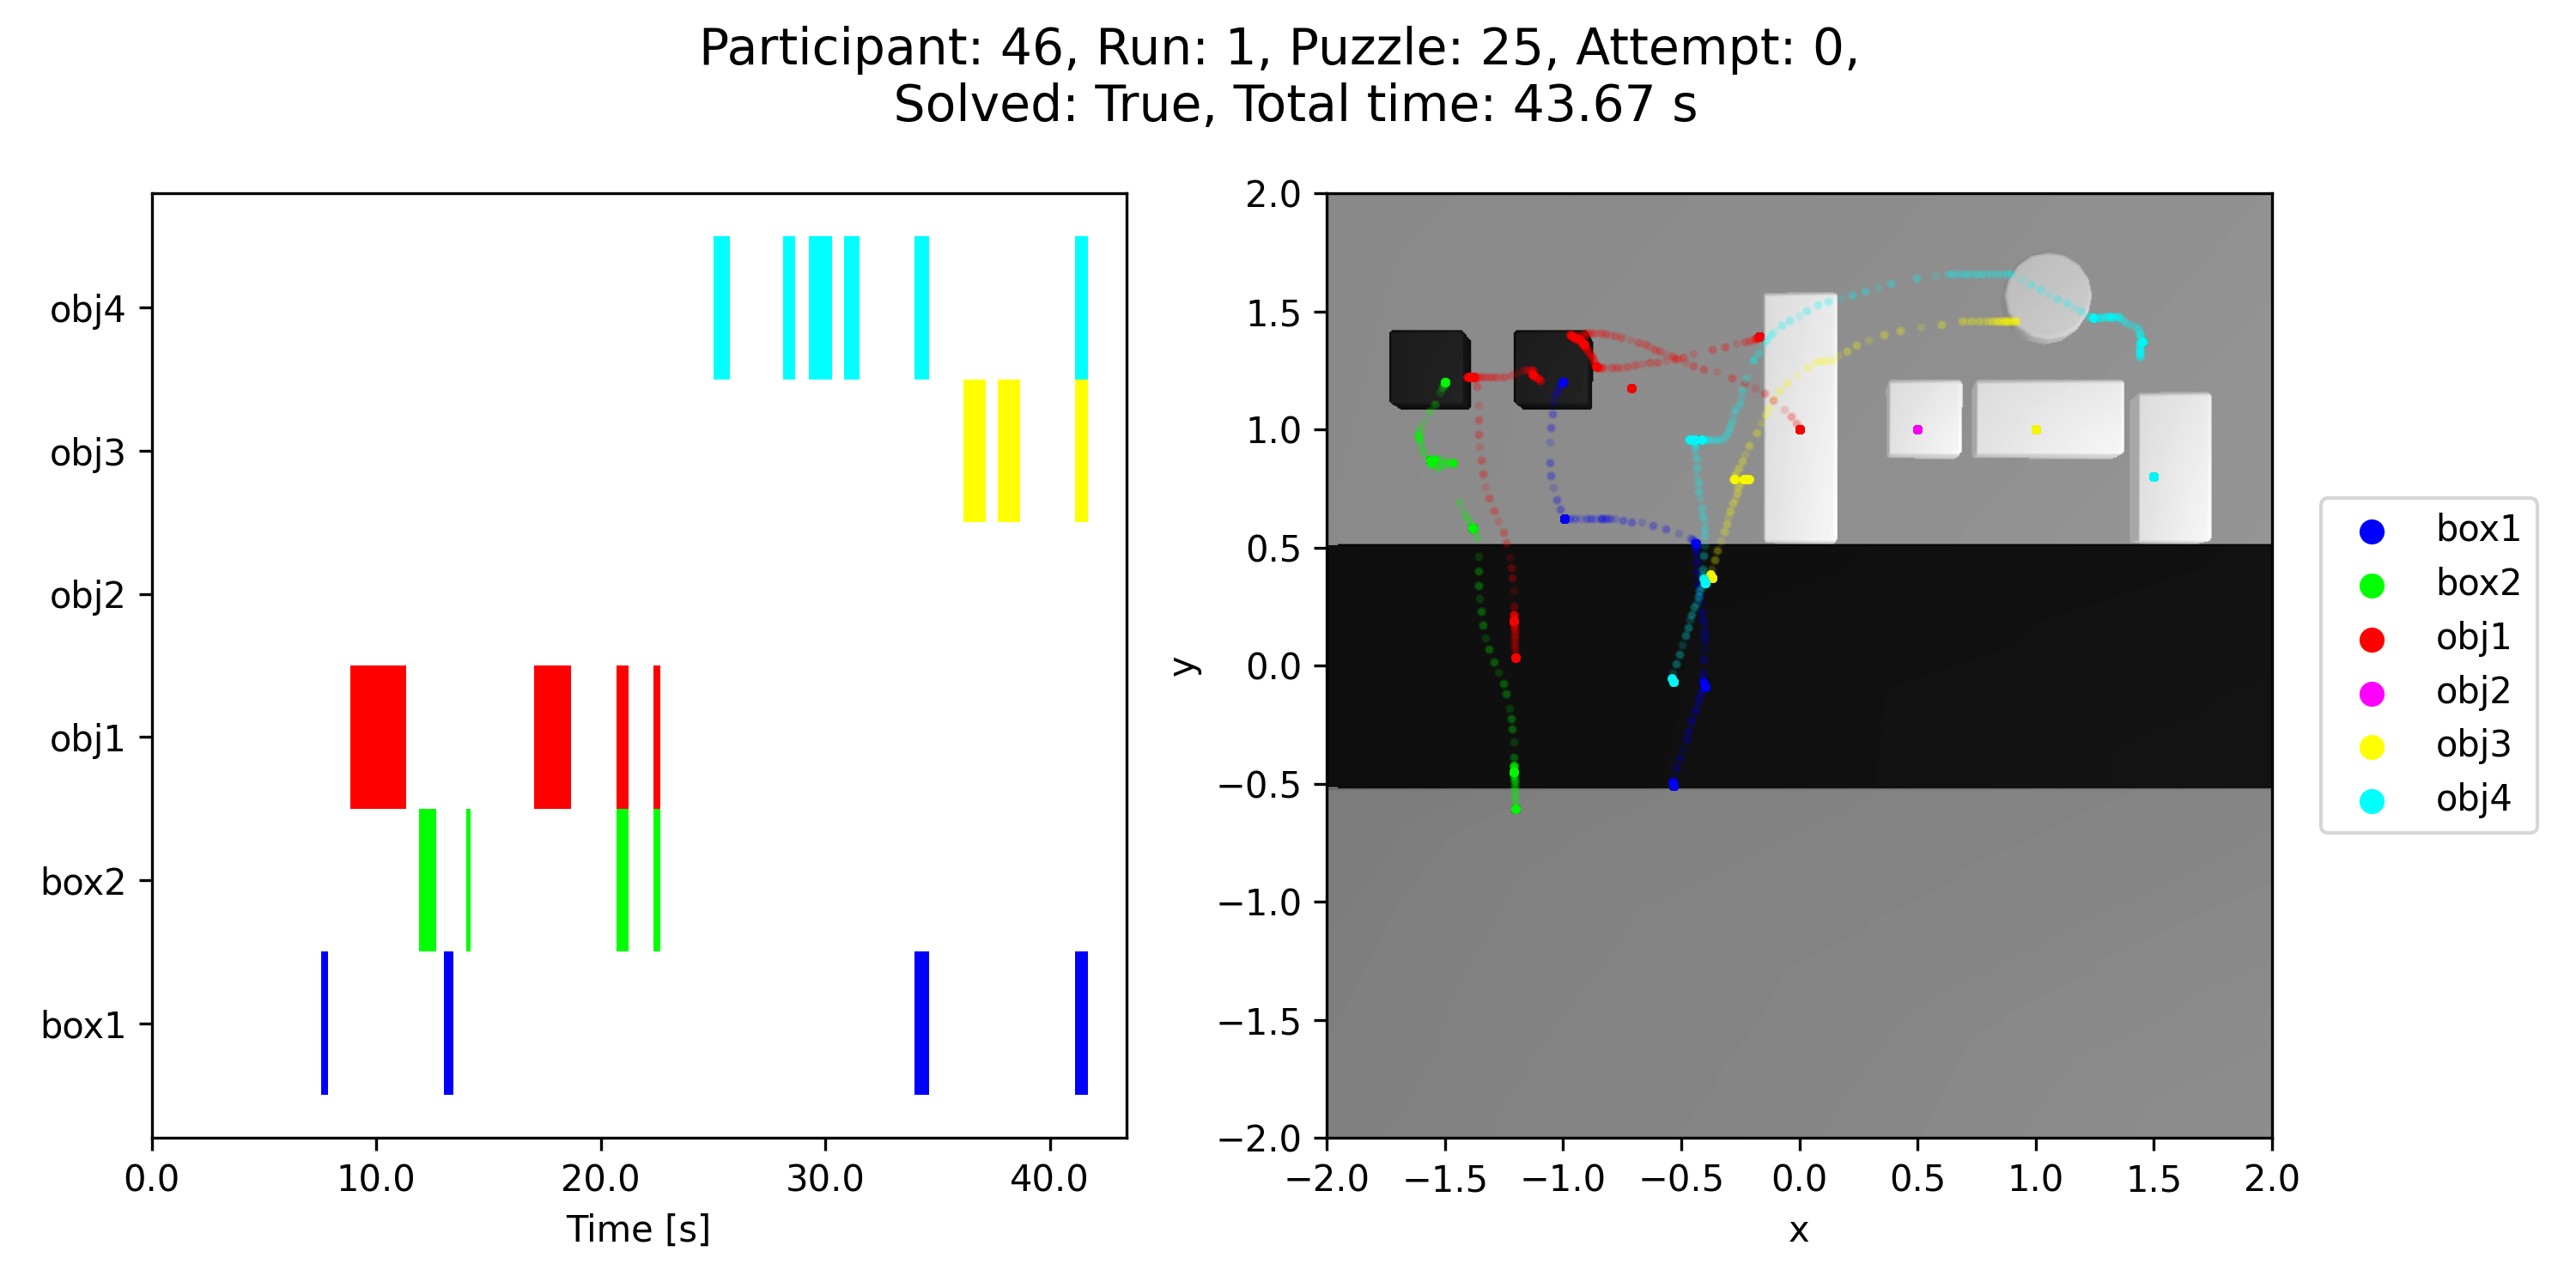 Participant: 46, Run: 1, Puzzle: 25, Attempt: 0,
Solved: True, Total time: 43.67 s
obj4
obj3
obj2
obj1
box2
box1
0.0 10.0 20.0 30.0 40.0
Time [s]
2.0
1.5
1.0
0.5
0.0
−0.5
−1.0
−1.5
−2.0
y
−2.0 −1.5 −1.0 −0.5 0.0 0.5 1.0 1.5 2.0
x
box1
box2
obj1
obj2
obj3
obj4